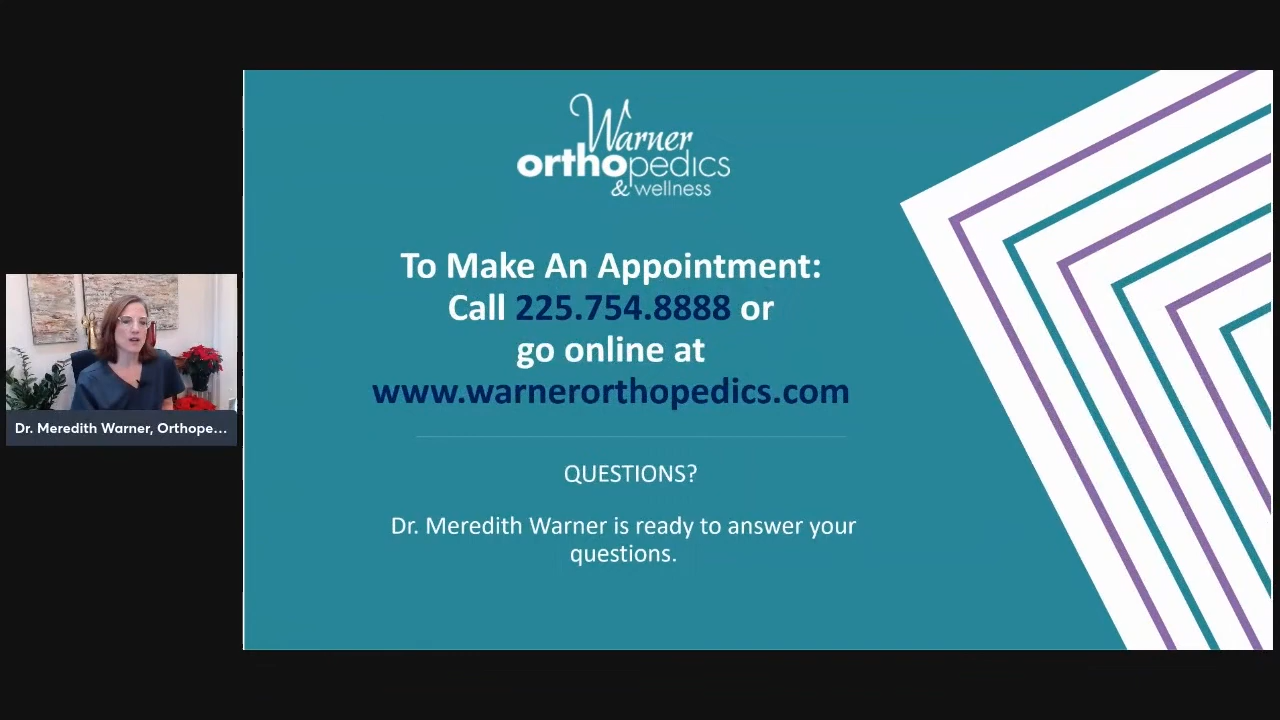 Warner
orthopedics
& wellness
To Make An Appointment:
Call 225.754.8888 or
go online at
www.warnerorthopedics.com
QUESTIONS?
Dr. Meredith Warner is ready to answer your
questions.
Dr. Meredith Warner, Orthope...